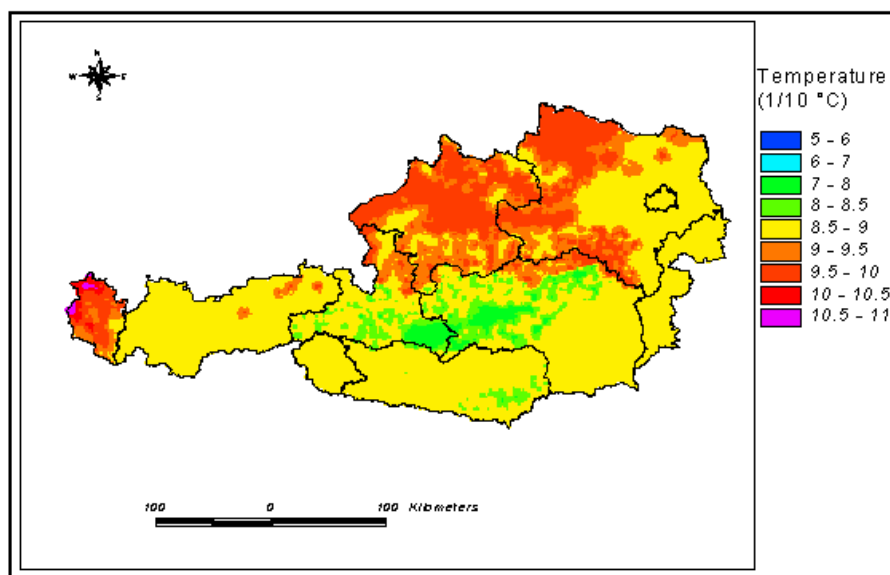 N
W E
S
Temperature
(1/10 °C)
5 - 6
6 - 7
7 - 8
8 - 8.5
8.5 - 9
9 - 9.5
9.5 - 10
10 - 10.5
10.5 - 11
100 0 100 Kilometers